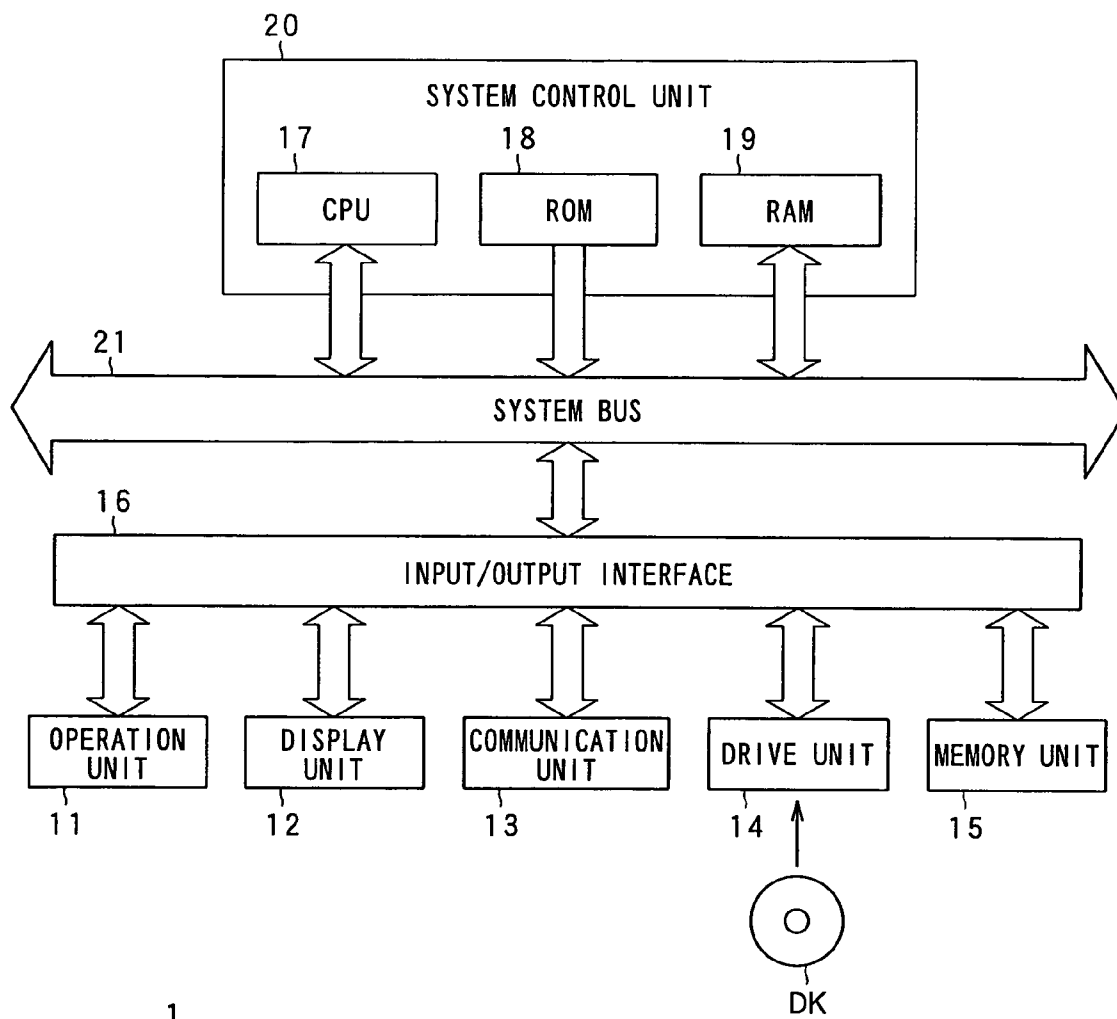 20
SYSTEM CONTROL UNIT
17
18
19
CPU
ROM
RAM
21
SYSTEM BUS
16
INPUT/OUTPUT INTERFACE
OPERATION
UNIT
DISPLAY
UNIT
COMMUNICATION
UNIT
DRIVE UNIT
MEMORY UNIT
11
12
13
14
15
DK
1